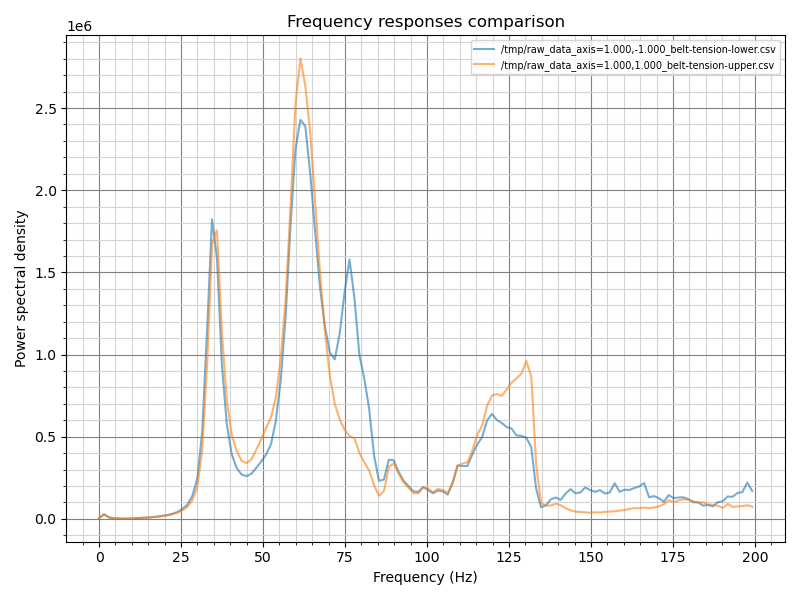 Frequency responses comparison
1e6
/tmp/raw_data_axis=1.000,-1.000_belt-tension-lower.csv
/tmp/raw_data_axis=1.000,1.000_belt-tension-upper.csv
2.5
2.0
1.5
1.0
0.5
0.0
Power spectral density
0 25 50 75 100 125 150 175 200
Frequency (Hz)